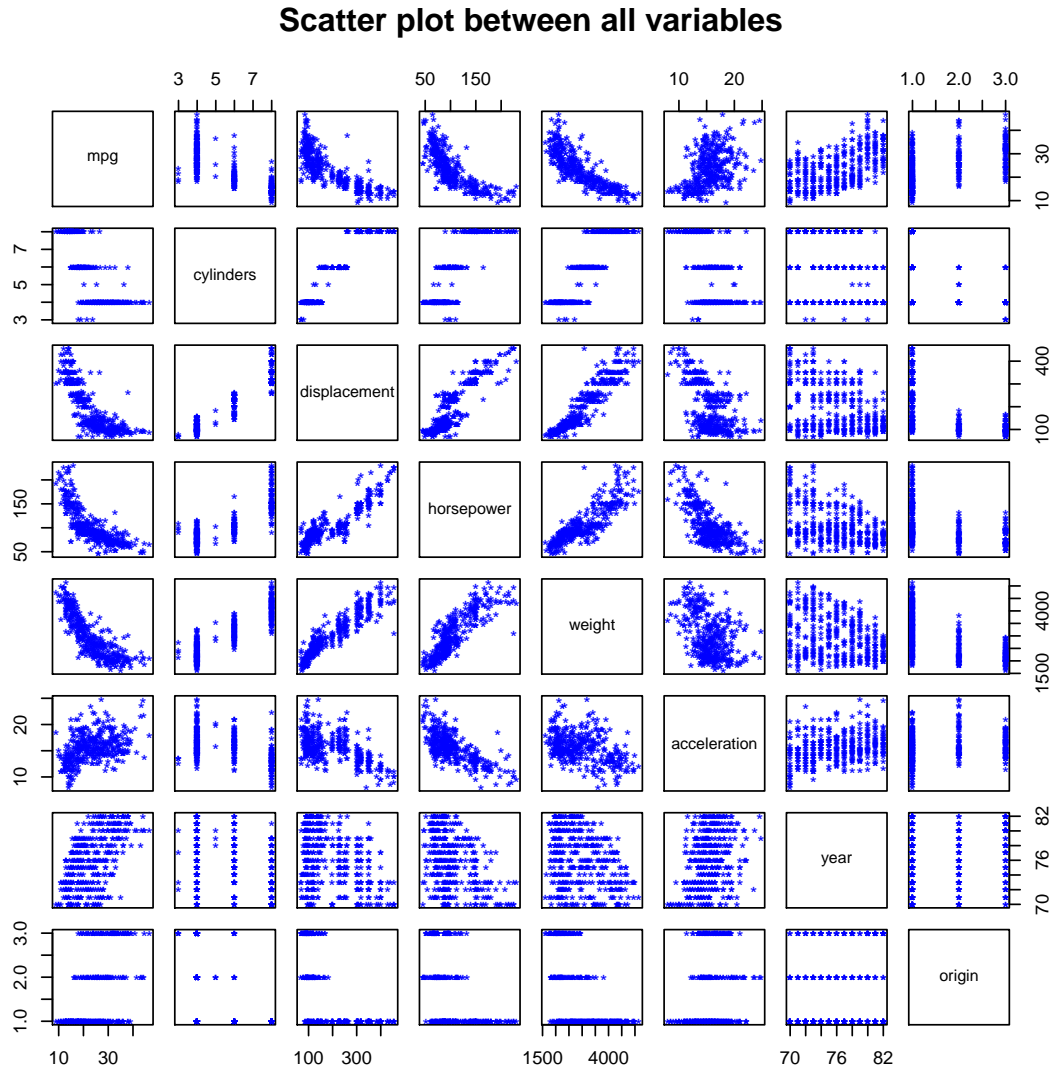 Scatter plot between all variables
3 5 7 50 150 10 20 1.0 2.0 3.0
mpg
10 30
cylinders
3 5 7
displacement
100 400
horsepower
50 150
weight
1500 4000
acceleration
10 20
year
70 76 82
origin
1.0 2.0 3.0
10 30 100 300 1500 4000 70 76 82